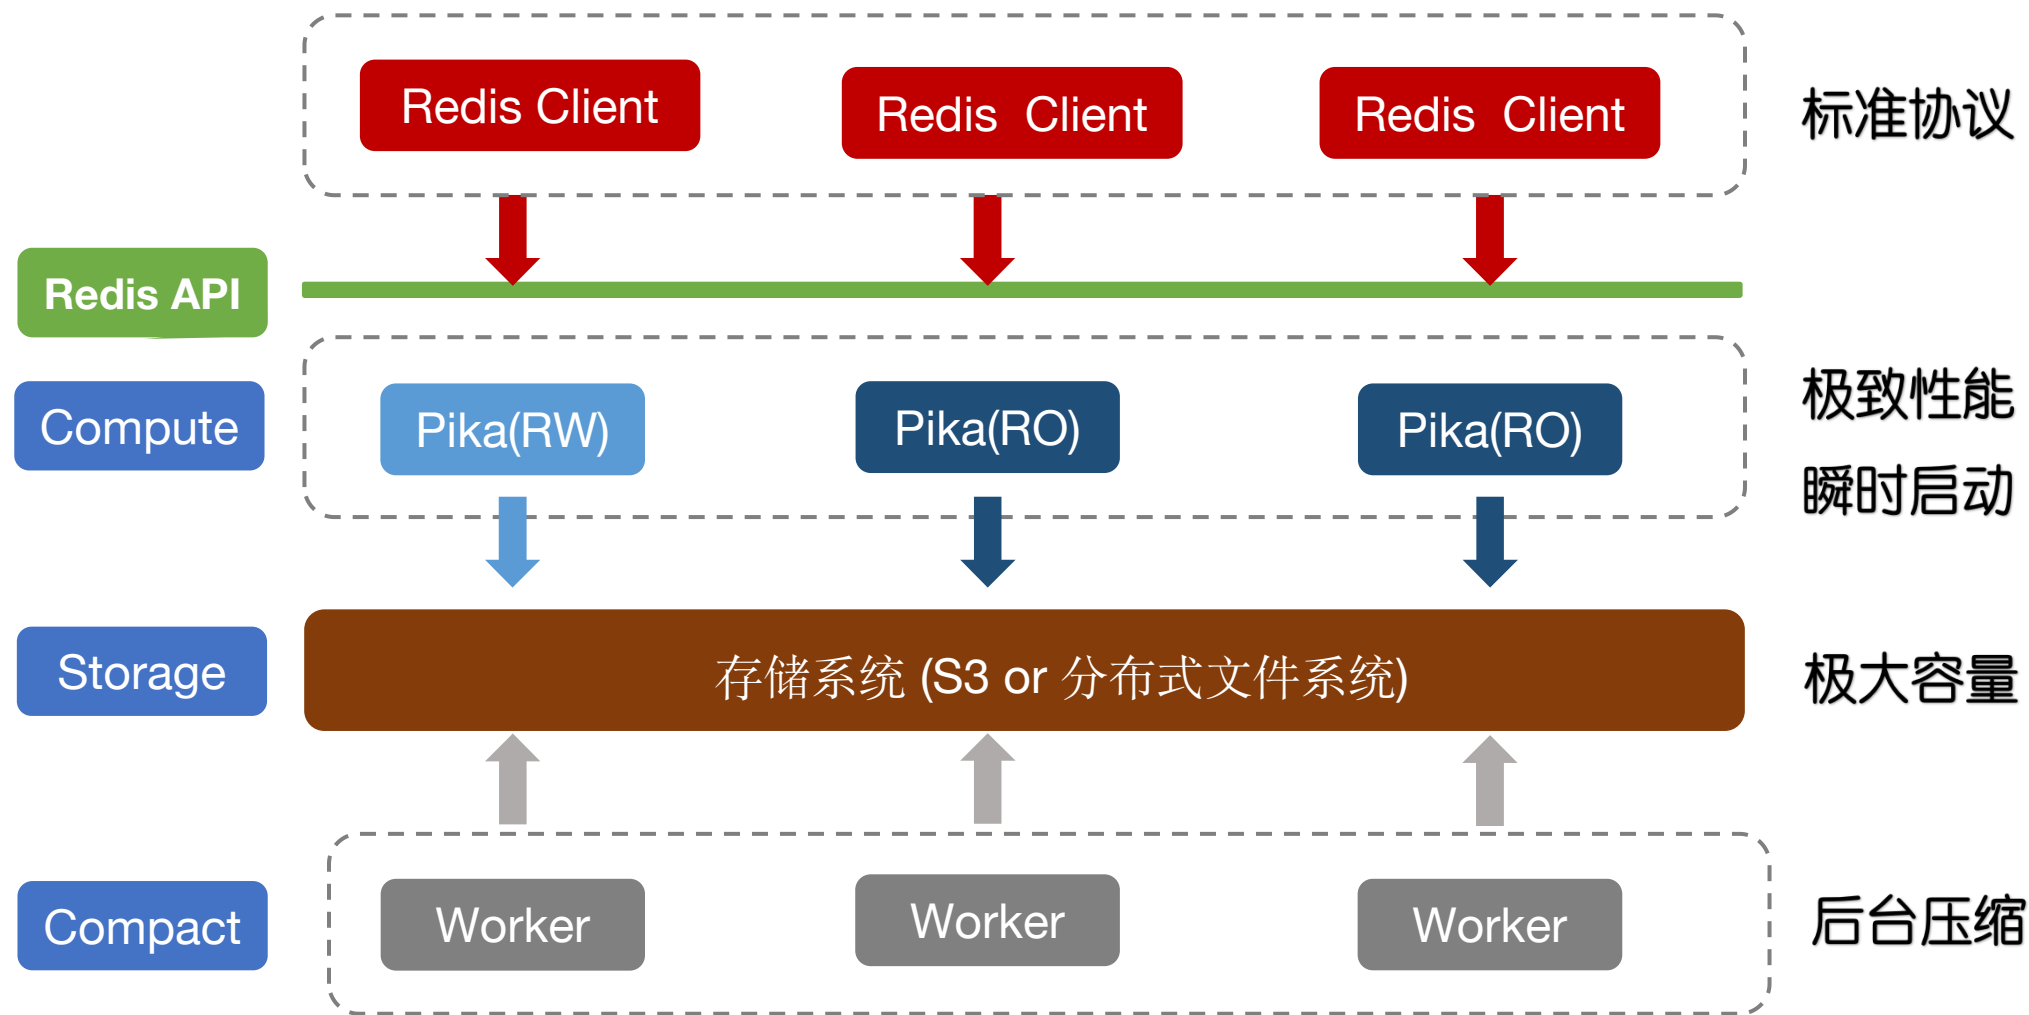 Redis Client
Redis  Client
Redis  Client
标准协议
Redis API
Compute
Pika(RW)
Pika(RO)
Pika(RO)
极致性能
瞬时启动
Storage
存储系统 (S3 or 分布式文件系统)
极大容量
Compact
Worker
Worker
Worker
后台压缩